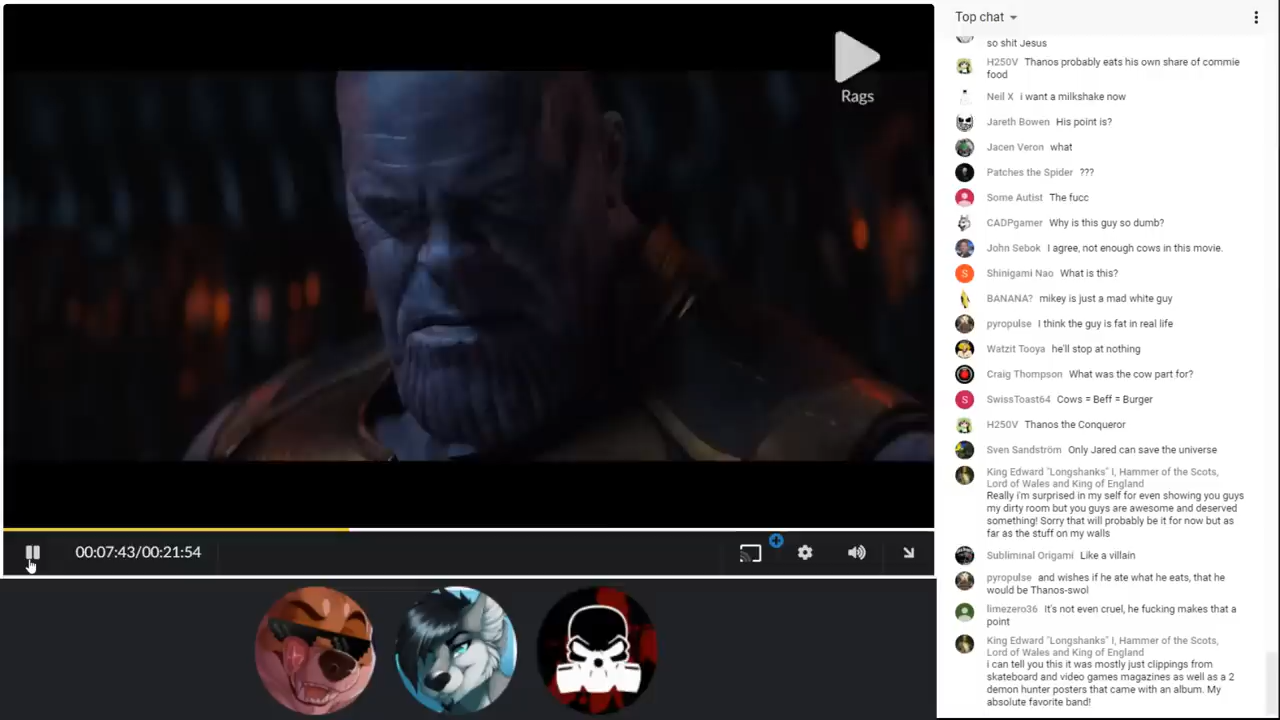 Top chat
Rags
so shit Jesus
H250V Thanos probably eats his own share of commie
food
Neil X i want a milkshake now
Jareth Bowen His point is?
Jacen Veron what
Patches the Spider ???
Some Autist The fucc
CADPgamer Why is this guy so dumb?
John Sebok I agree, not enough cows in this movie.
S Shinigami Nao What is this?
BANANA? mikey is just a mad white guy
pyropulse I think the guy is fat in real life
Watzit Tooya he'll stop at nothing
Craig Thompson What was the cow part for?
S SwissToast64 Cows = Beff = Burger
H250V Thanos the Conqueror
Sven Sandström Only Jared can save the universe
King Edward "Longshanks" I, Hammer of the Scots,
Lord of Wales and King of England
Really i'm surprised in my self for even showing you guys
my dirty room but you guys are awesome and deserved
something! Sorry that will probably be it for now but as
far as the stuff on my walls
Subliminal Origami Like a villain
pyropulse and wishes if he ate what he eats, that he
would be Thanos-swol
limezero36 It's not even cruel, he fucking makes that a
point
King Edward "Longshanks" I, Hammer of the Scots,
Lord of Wales and King of England
i can tell you this it was mostly just clippings from
skateboard and video games magazines as well as a 2
demon hunter posters that came with an album. My
absolute favorite band!
00:07:43/00:21:54